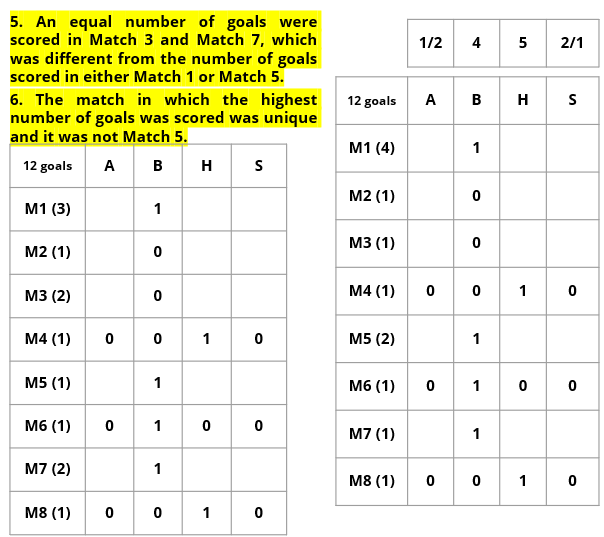 5. An equal number of goals were
scored in Match 3 and Match 7, which
was different from the number of goals
scored in either Match 1 or Match 5.
6. The match in which the highest
number of goals was scored was unique
and it was not Match 5.
12 goals A B H S
M1 (3) 1
M2 (1) 0
M3 (2) 0
M4 (1) 0 0 1 0
M5 (1) 1
M6 (1) 0 1 0 0
M7 (2) 1
M8 (1) 0 0 1 0
1/2 4 5 2/1
12 goals A B H S
M1 (4) 1
M2 (1) 0
M3 (1) 0
M4 (1) 0 0 1 0
M5 (2) 1
M6 (1) 0 1 0 0
M7 (1) 1
M8 (1) 0 0 1 0